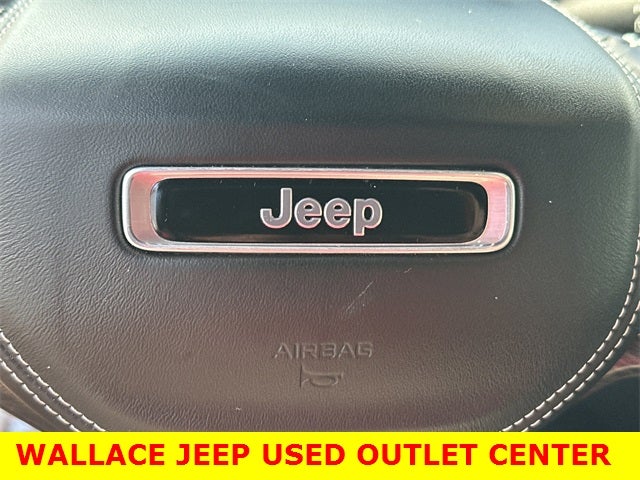 Jeep
AIRBAG
WALLACE JEEP USED OUTLET CENTER